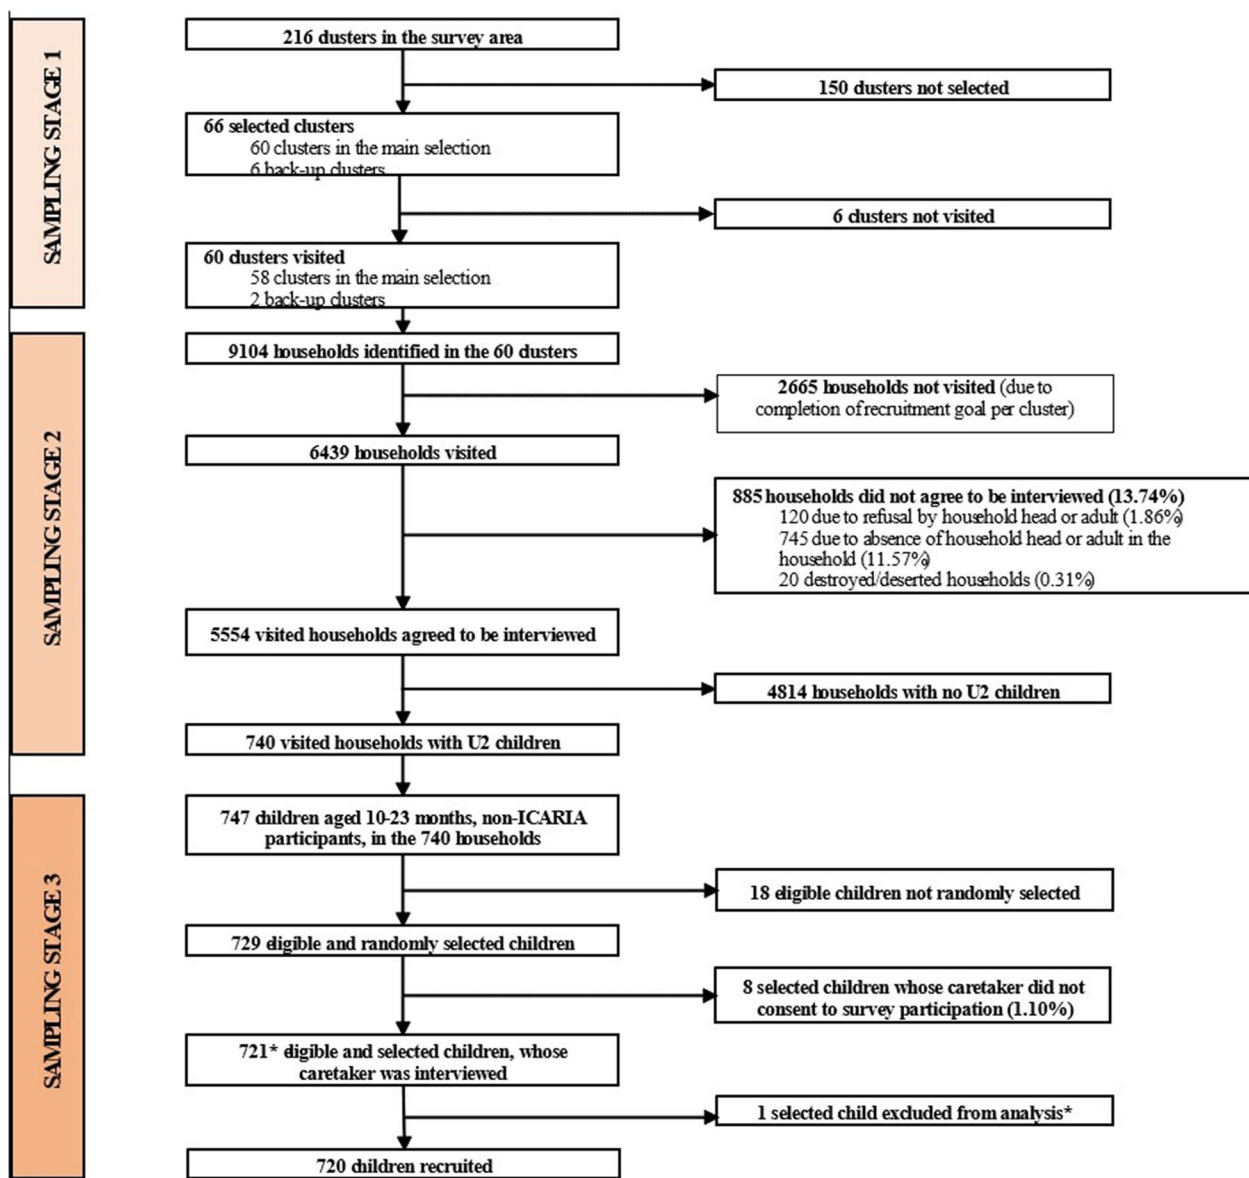 SAMPLING STAGE 1
216 clusters in the survey area
150 clusters not selected
66 selected clusters
60 clusters in the main selection
6 back-up clusters
6 clusters not visited
60 clusters visited
58 clusters in the main selection
2 back-up clusters
SAMPLING STAGE 2
9104 households identified in the 60 clusters
2665 households not visited (due to
completion of recruitment goal per cluster)
6439 households visited
885 households did not agree to be interviewed (13.74%)
120 due to refusal by household head or adult (1.86%)
745 due to absence of household head or adult in the
household (11.57%)
20 destroyed/deserted households (0.31%)
5554 visited households agreed to be interviewed
4814 households with no U2 children
740 visited households with U2 children
SAMPLING STAGE 3
747 children aged 10-23 months, non-ICARIA
participants, in the 740 households
18 eligible children not randomly selected
729 eligible and randomly selected children
8 selected children whose caretaker did not
consent to survey participation (1.10%)
721* eligible and selected children, whose
caretaker was interviewed
1 selected child excluded from analysis*
720 children recruited